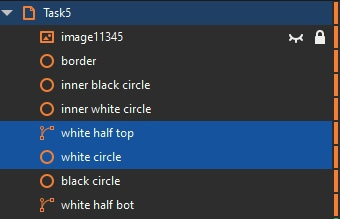 Task5
image11345
border
inner black circle
inner white circle
white half top
white circle
black circle
white half bot